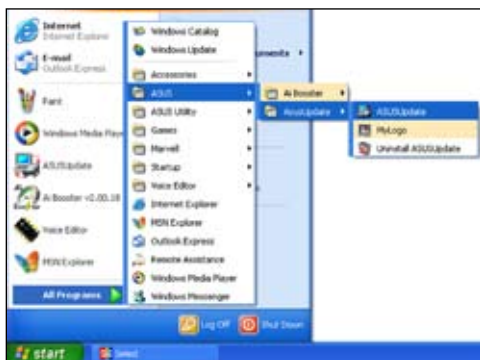 Internet
Internet Explorer
E-mail
Outlook Express
Paint
Windows Media Player
ASUSUpdate
Ai Booster v2.00.18
Voice Editor
MSN Explorer
All Programs
Windows Catalog
Windows Update
Accessories
ASUS
ASUS Utility
Games
Marvell
Startup
Voice Editor
Internet Explorer
MSN Explorer
Outlook Express
Remote Assistance
Windows Media Player
Windows Messenger
Ai Booster
AsusUpdate
ASUSUpdate
MyLogo
Uninstall ASUSUpdate
Log Off
Shut Down
start